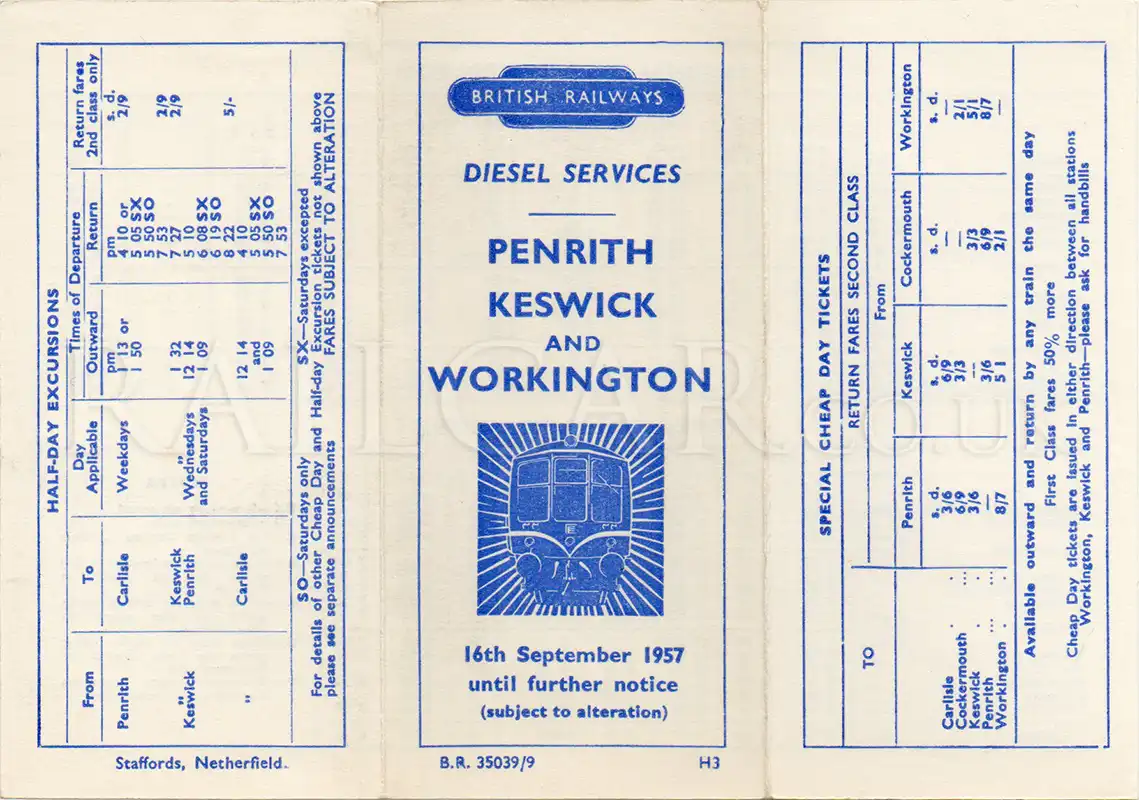 HALF-DAY EXCURSIONS
From To Day Applicable Times of Departure Return fares 2nd class only
Outward Return
pm pm s. d.
Penrith Carlisle Weekdays 1 13 or 4 10 or 2/9
1 50 5 05 SX
5 50 SO
7 53
,, Keswick ,, 1 32 7 27 2/9
Keswick Penrith Wednesdays 12 14 5 10 2/9
and Saturdays 1 09 6 08 SX
6 19 SO
8 22
,, Carlisle 12 14 4 10 5/-
and 5 05 SX
1 09 5 50 SO
7 53
SO—Saturdays only SX—Saturdays excepted
For details of other Cheap Day and Half-day Excursion tickets not shown above
please see separate announcements FARES SUBJECT TO ALTERATION
Staffords, Netherfield.
BRITISH RAILWAYS
DIESEL SERVICES
PENRITH
KESWICK
AND
WORKINGTON
16th September 1957
until further notice
(subject to alteration)
B.R. 35039/9 H3
SPECIAL CHEAP DAY TICKETS
RETURN FARES SECOND CLASS
TO From
Penrith Keswick Cockermouth Workington
s. d. s. d. s. d. s. d.
Carlisle . 3/6 6/9 — —
Cockermouth ... 6/9 3/3 — 2/1
Keswick . 3/6 — 3/3 5/1
Penrith ... — 3/6 6/9 8/7
Workington . 8/7 5 1 2/1 —
Available outward and return by any train the same day
First Class fares 50% more
Cheap Day tickets are issued in either direction between all stations
Workington, Keswick and Penrith—please ask for handbills
RAILCAR.co.uk